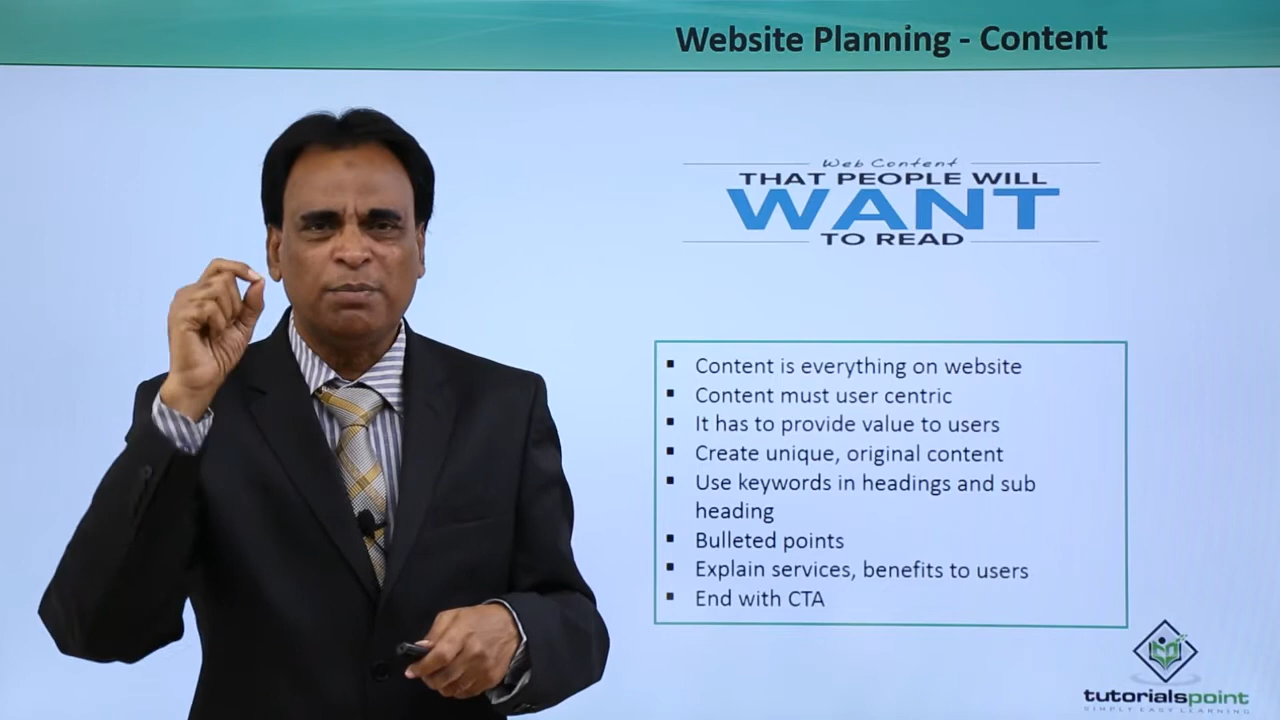 Website Planning - Content
Web Content
THAT PEOPLE WILL
WANT
TO READ
▪ Content is everything on website
▪ Content must user centric
▪ It has to provide value to users
▪ Create unique, original content
▪ Use keywords in headings and sub
heading
▪ Bulleted points
▪ Explain services, benefits to users
▪ End with CTA
tutorialspoint
SIMPLY EASY LEARNING